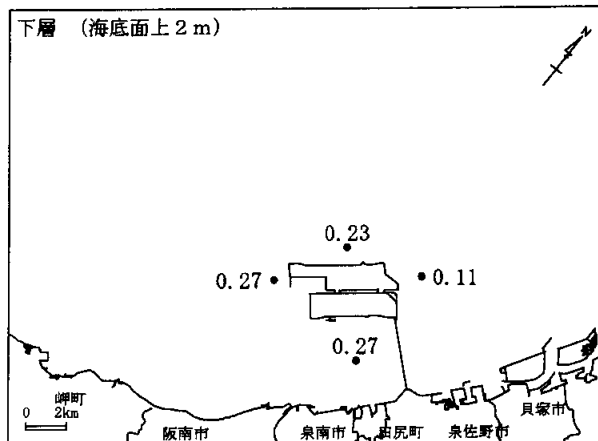 下層 (海底面上2m)
N
0.23
0.27
0.11
0.27
岬町
0 2km
阪南市
泉南市
田尻町
泉佐野市
貝塚市